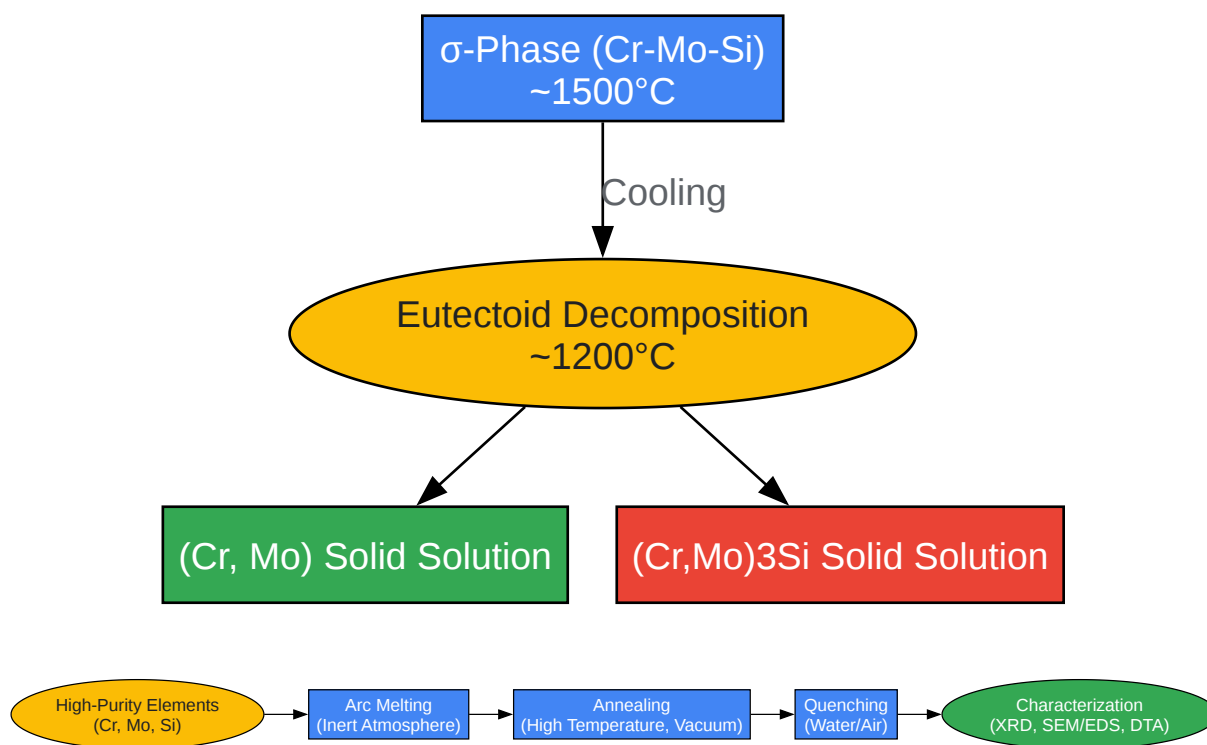 σ-Phase (Cr-Mo-Si)
~1500°C
Cooling
Eutectoid Decomposition
~1200°C
(Cr, Mo) Solid Solution
(Cr,Mo)3Si Solid Solution
High-Purity Elements
(Cr, Mo, Si)
Arc Melting
(Inert Atmosphere)
Annealing
(High Temperature, Vacuum)
Quenching
(Water/Air)
Characterization
(XRD, SEM/EDS, DTA)